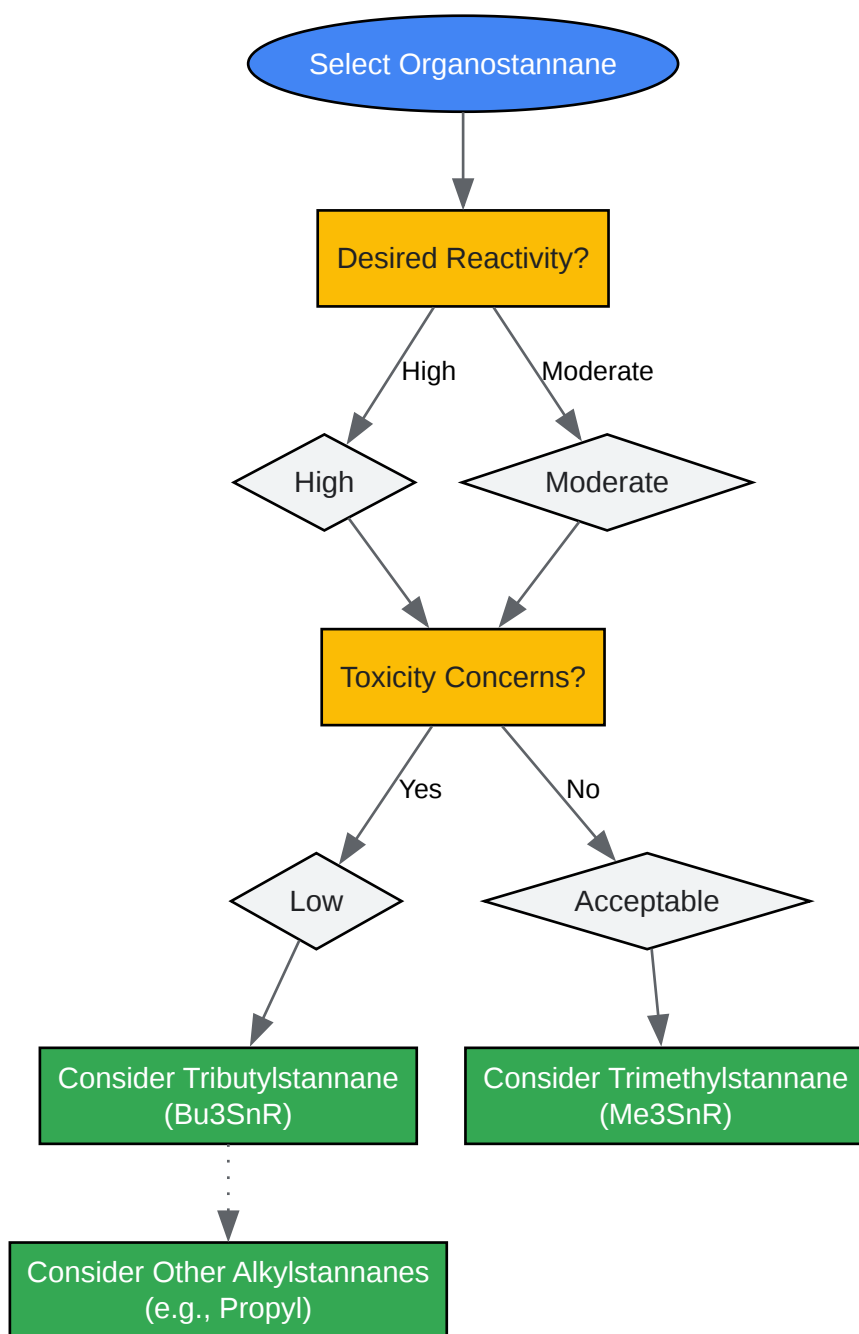 Select Organostannane
Desired Reactivity?
High
Moderate
High
Moderate
Toxicity Concerns?
Yes
No
Low
Acceptable
Consider Tributylstannane
(Bu3SnR)
Consider Trimethylstannane
(Me3SnR)
Consider Other Alkylstannanes
(e.g., Propyl)